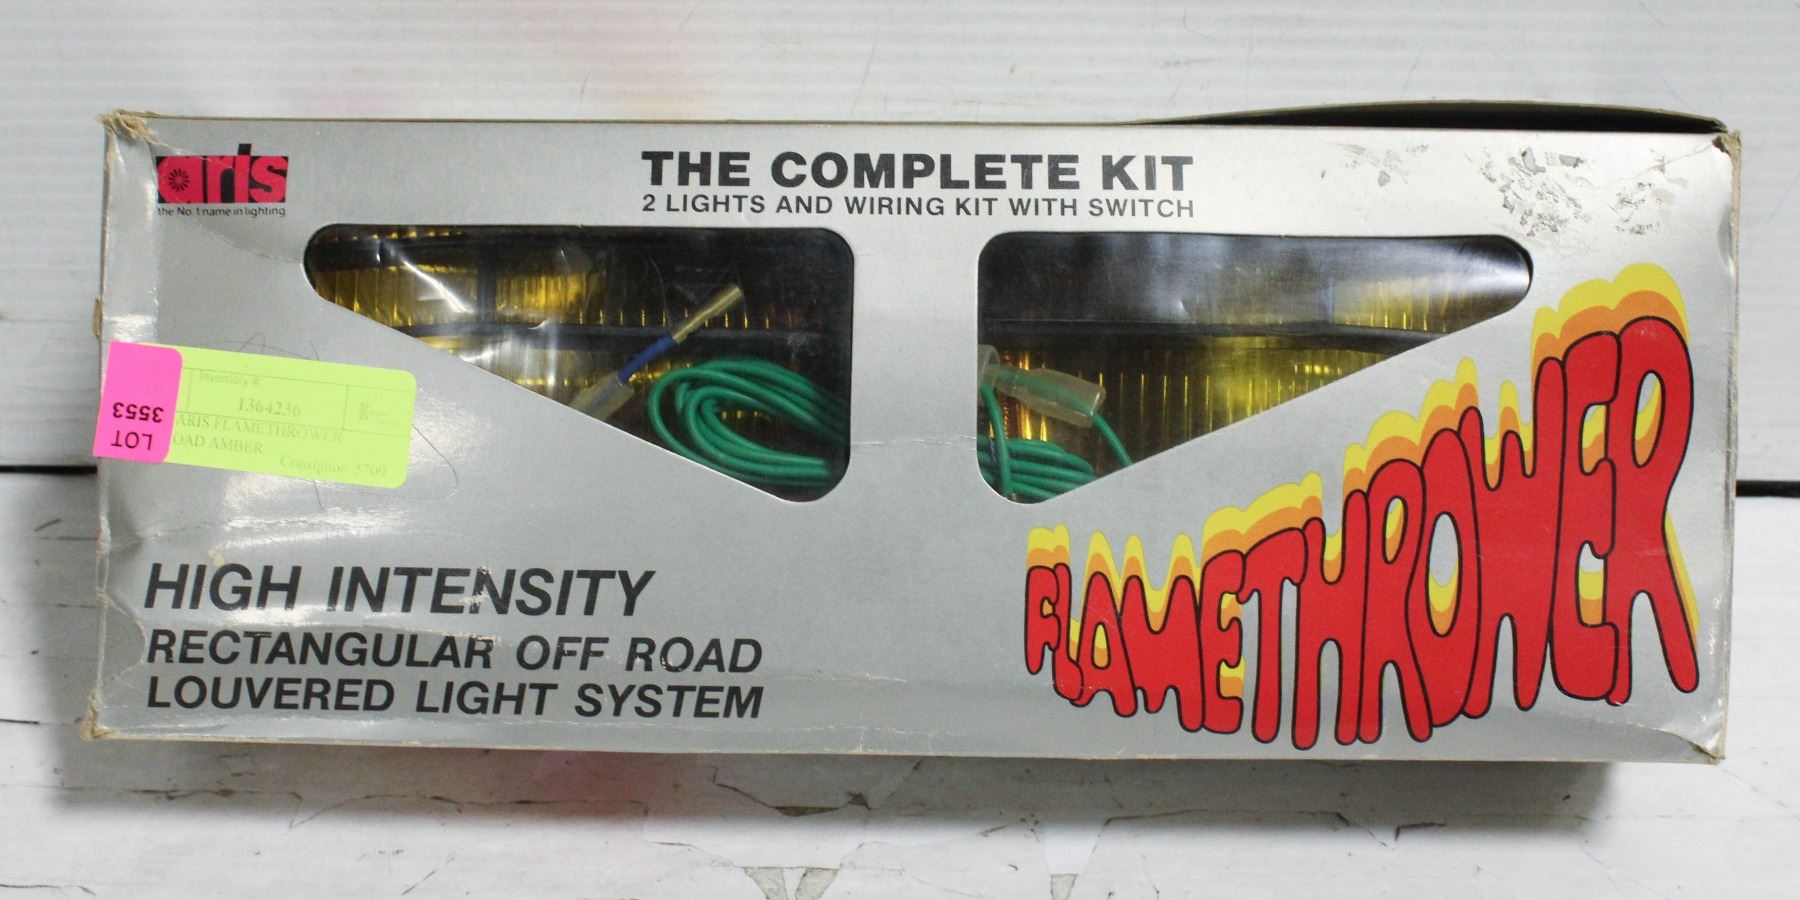 aris
the No. 1 name in lighting
THE COMPLETE KIT
2 LIGHTS AND WIRING KIT WITH SWITCH
LOT
3553
Inventory #
1364236
ARIS FLAMETHROWER
OAD AMBER
Consignor: 5709
HIGH INTENSITY
RECTANGULAR OFF ROAD
LOUVERED LIGHT SYSTEM
FLAMETHROWER